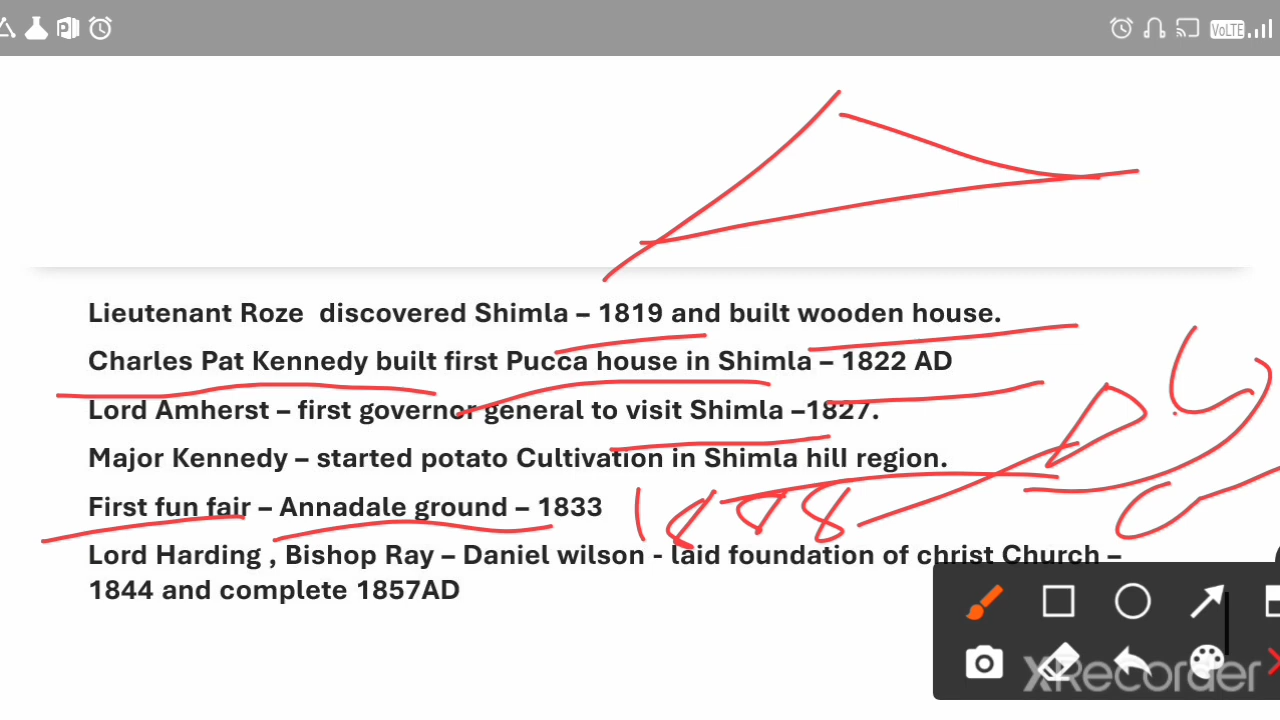 VoLTE
Lieutenant Roze discovered Shimla – 1819 and built wooden house.
Charles Pat Kennedy built first Pucca house in Shimla – 1822 AD
Lord Amherst – first governor general to visit Shimla –1827.
Major Kennedy – started potato Cultivation in Shimla hill region.
First fun fair – Annadale ground – 1833
Lord Harding , Bishop Ray – Daniel wilson - laid foundation of christ Church –
1844 and complete 1857AD
XRecorder